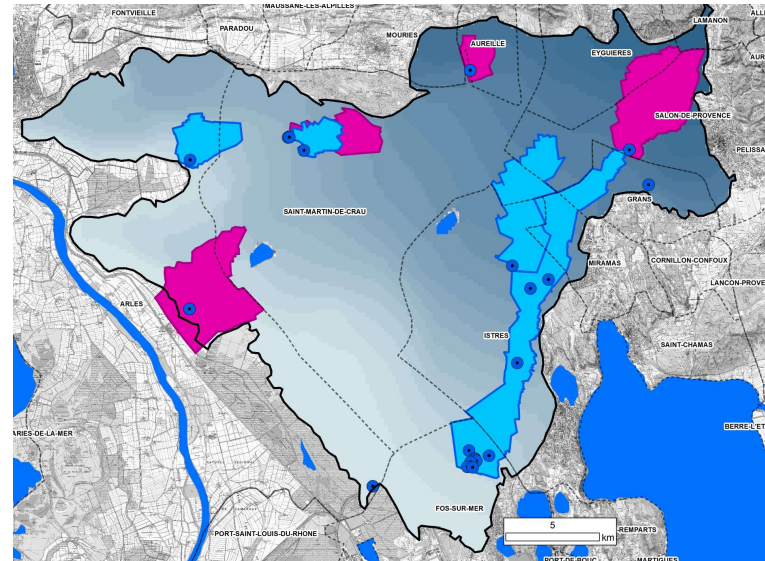 MAUSSANE-LES-ALPILLES
FONTVIEILLE
PARADOU
MOURIES
AUREILLE
LAMANON
EYGUIERES
SALON-DE-PROVENCE
PELISSA
GRANS
SAINT-MARTIN-DE-CRAU
MIRAMAS
CORNILLON-CONFOUX
LANCON-PROVE
ARLES
ISTRES
SAINT-CHAMAS
ARIES-DE-LA-MER
BERRE-L'ET
FOS-SUR-MER
5
km
-REMPARTS
PORT-SAINT-LOUIS-DU-RHONE
PORT-DE-BOUC
MARTIGUES